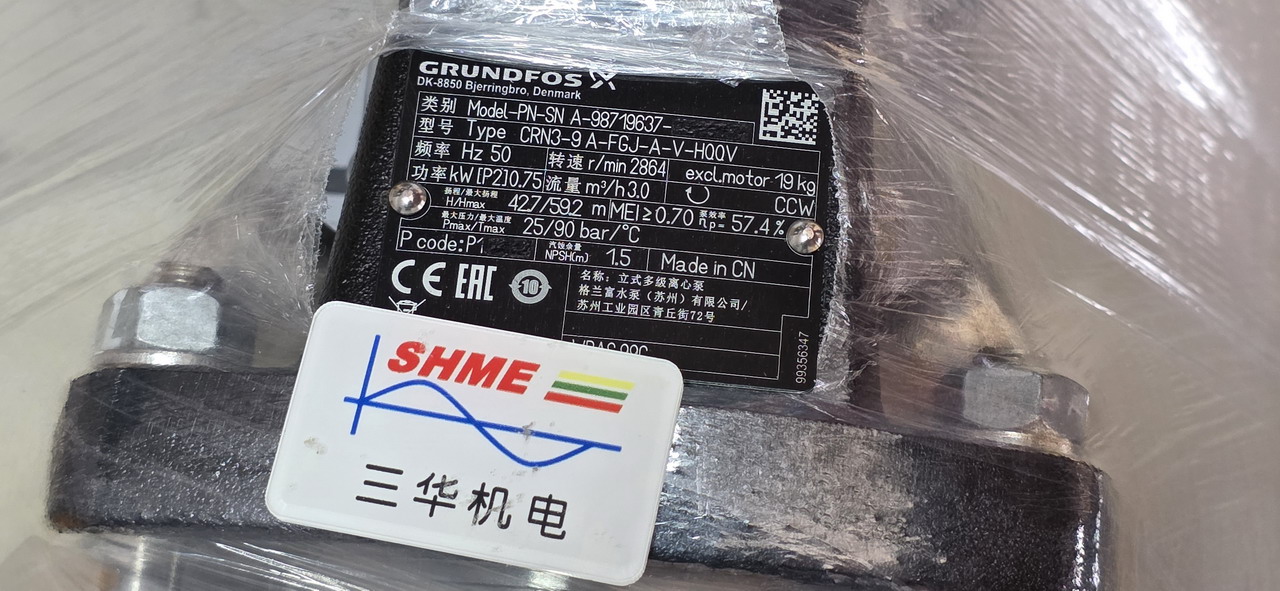 GRUNDFOS
DK-8850 Bjerringbro, Denmark
类别 Model-PN-SN A-98719637-
型号 Type CRN3-9 A-FGJ-A-V-HQQV
频率 Hz 50 转速 r/min 2864 excl.motor 19 kg
功率 kW [P2] 0.75 流量 m³/h 3.0 CCW
扬程/最大扬程 H/Hmax 42.7/59.2 m MEI ≥ 0.70 泵效率 ηp= 57.4 %
最大压力/最大温度 Pmax/Tmax 25/90 bar/°C
P code: P1 汽蚀余量 NPSH(m) 1.5 Made in CN
CE EAC 10
名称：立式多级离心泵
格兰富水泵（苏州）有限公司/
苏州工业园区青丘街72号
99356347
SHME
三华机电